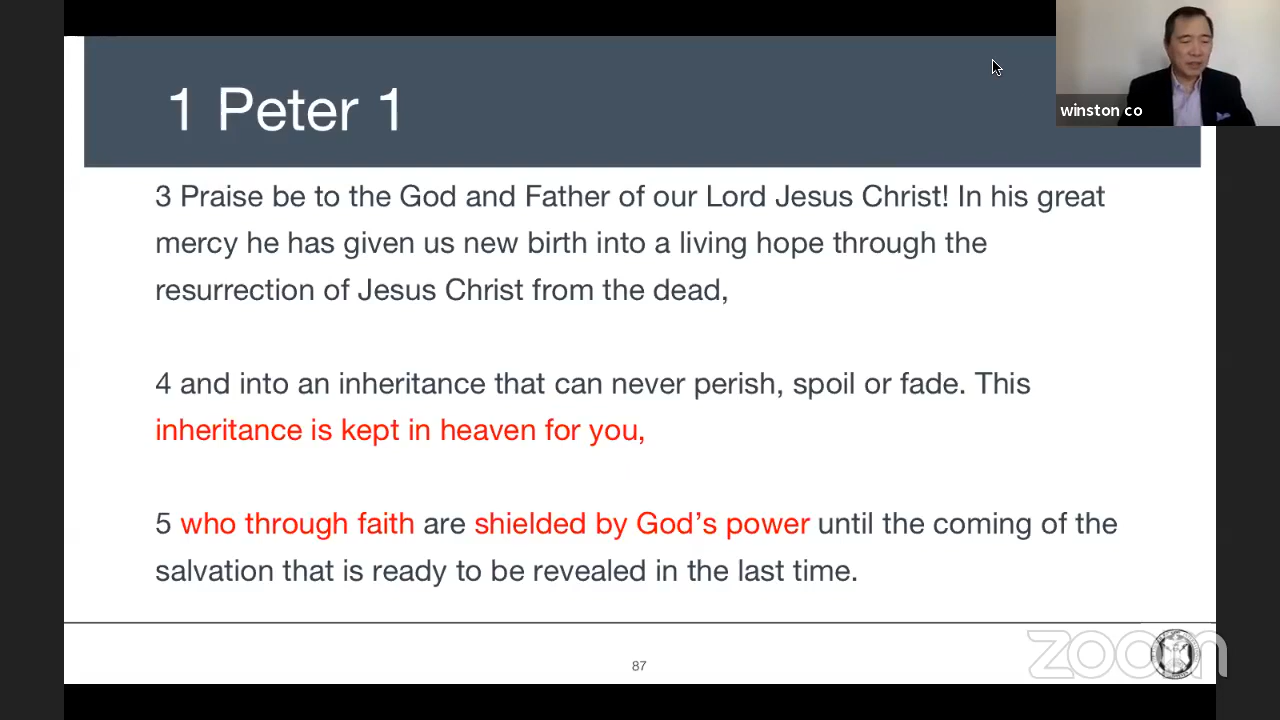 1 Peter 1
winston co
3 Praise be to the God and Father of our Lord Jesus Christ! In his great
mercy he has given us new birth into a living hope through the
resurrection of Jesus Christ from the dead,
4 and into an inheritance that can never perish, spoil or fade. This
inheritance is kept in heaven for you,
5 who through faith are shielded by God’s power until the coming of the
salvation that is ready to be revealed in the last time.
87
zoom